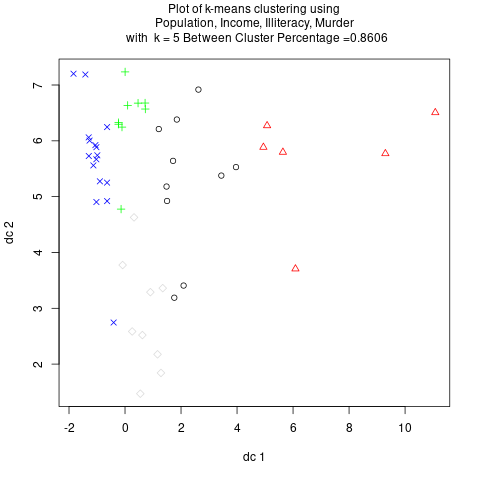 Plot of k-means clustering using
Population, Income, Illiteracy, Murder
with  k = 5 Between Cluster Percentage =0.8606
7
6
5
4
3
2
dc 2
-2 0 2 4 6 8 10
dc 1